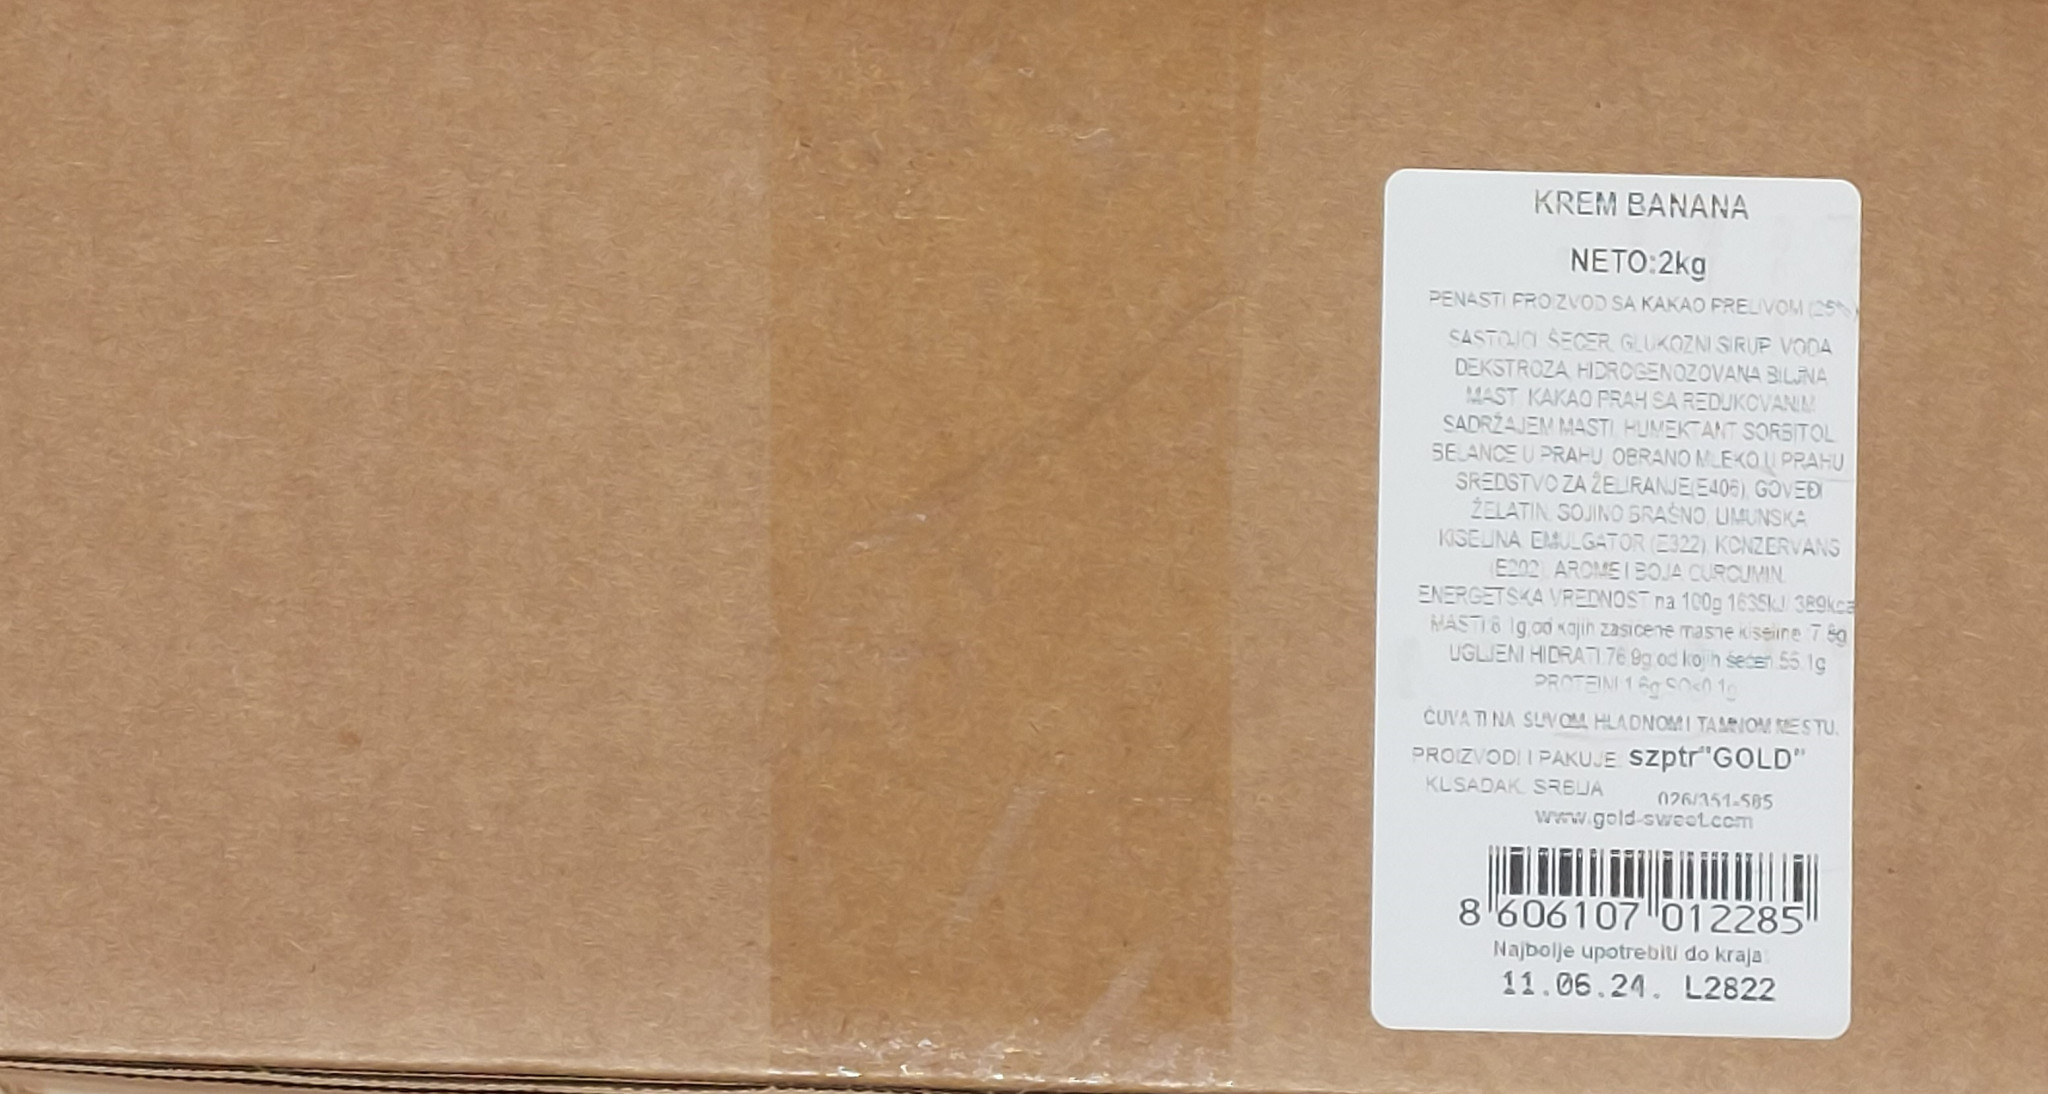 KREM BANANA
NETO:2kg
PENASTI PROIZVOD SA KAKAO PRELIVOM (25%)
SASTOJCI: ŠEĆER, GLUKOZNI SIRUP, VODA,
DEKSTROZA, HIDROGENOZOVANA BILJNA
MAST, KAKAO PRAH SA REDUKOVANIM
SADRŽAJEM MASTI, HUMEKTANT SORBITOL,
BELANCE U PRAHU, OBRANO MLEKO U PRAHU
SREDSTVO ZA ŽELIRANJE(E406), GOVEĐI
ŽELATIN, SOJINO BRAŠNO, LIMUNSKA
KISELINA, EMULGATOR (E322), KONZERVANS
(E202), AROME I BOJA CURCUMIN.
ENERGETSKA VREDNOST na 100g 1635kJ/ 389kca
MASTI 8.1g,od kojih zasicene masne kiseline 7.8g
UGLJENI HIDRATI 76.9g od kojih šećeri 55.1g
PROTEINI 1.6g SO<0.1g
ČUVATI NA SUVOM, HLADNOM I TAMNOM MESTU.
PROIZVODI I PAKUJE: szptr"GOLD"
KUSADAK, SRBIJA
026/351-585
www.gold-sweet.com
8 606107 012285
Najbolje upotrebiti do kraja:
11.06.24. L2822